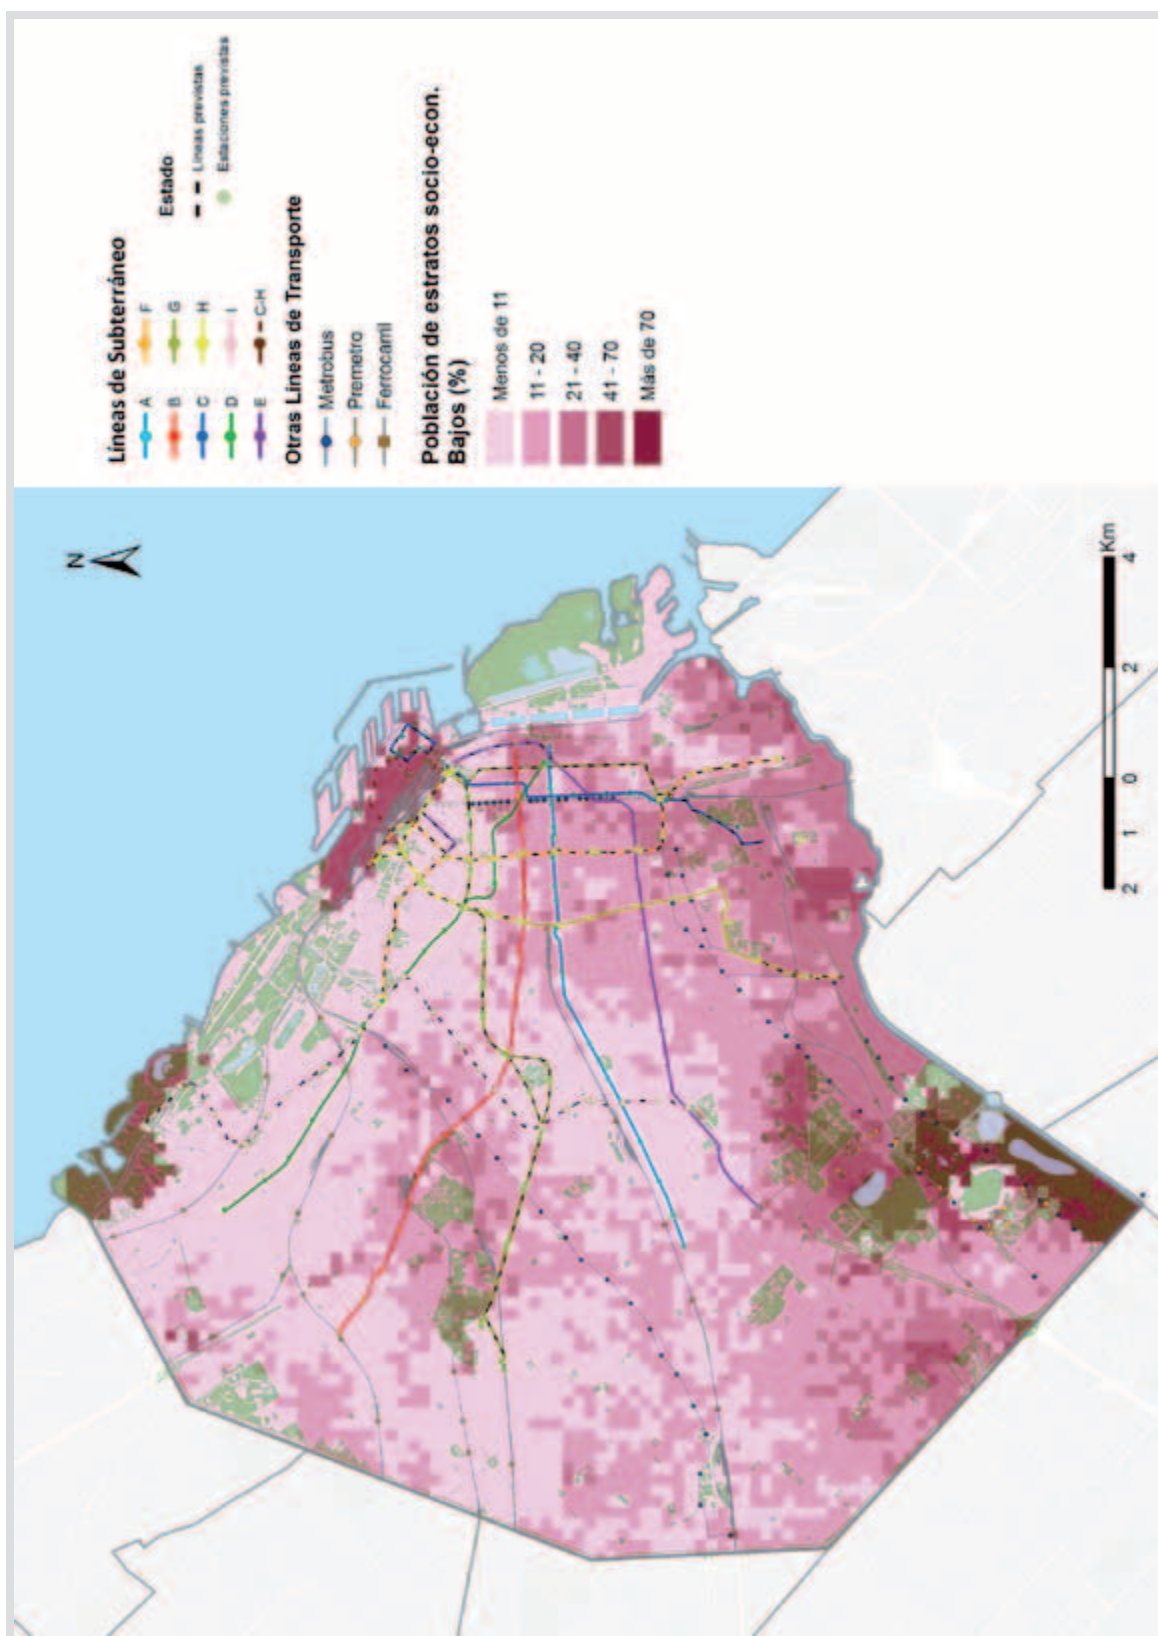 Líneas de Subterráneo
A
B
C
D
E
F
G
H
I
C-H
Estado
Líneas previstas
Estaciones previstas
Otras Líneas de Transporte
Metrobus
Premetro
Ferrocarril
Población de estratos socio-econ.
Bajos (%)
Menos de 11
11 - 20
21 - 40
41 - 70
Más de 70
N
Km
2 1 0 2 4